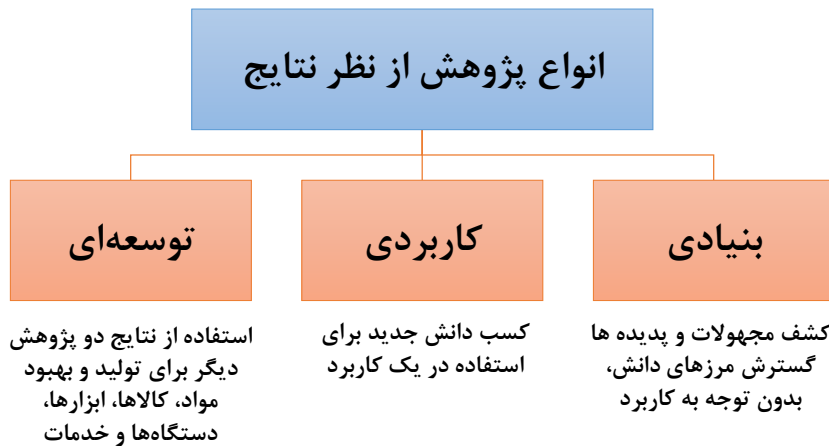 انواع پژوهش از نظر نتایج
بنیادی
کشف مجهولات و پدیده ها
گسترش مرزهای دانش،
بدون توجه به کاربرد
کاربردی
کسب دانش جدید برای
استفاده در یک کاربرد
توسعه‌ای
استفاده از نتایج دو پژوهش
دیگر برای تولید و بهبود
مواد، کالاها، ابزارها،
دستگاه‌ها و خدمات